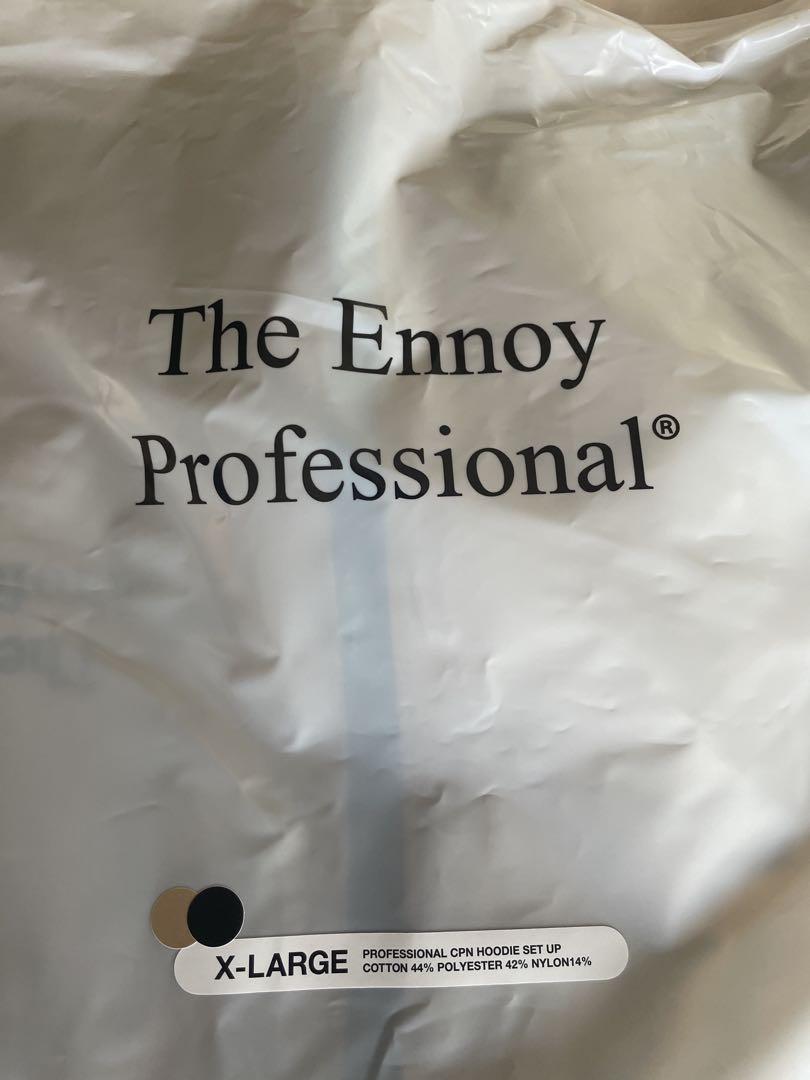 The Ennoy
Professional®
X-LARGE
PROFESSIONAL CPN HOODIE SET UP
COTTON 44% POLYESTER 42% NYLON14%